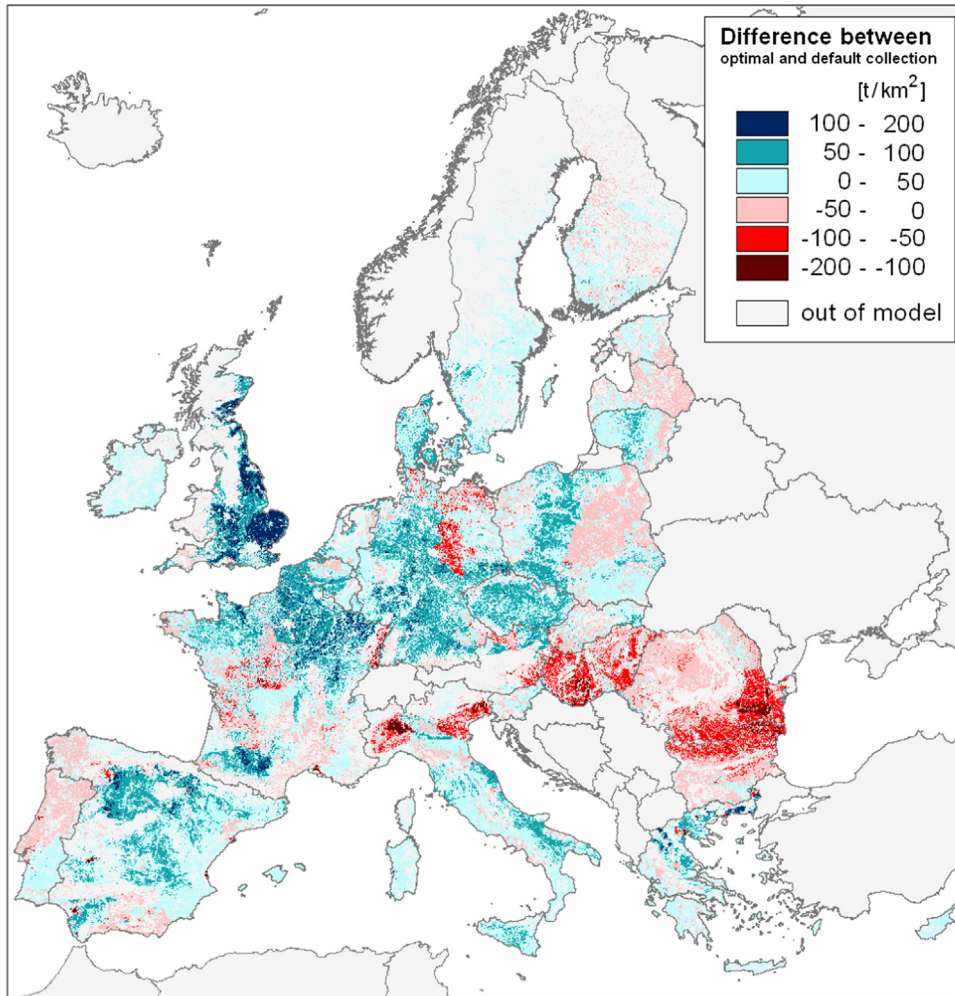 Difference between
optimal and default collection
[t/km²]
100 - 200
50 - 100
0 - 50
-50 - 0
-100 - -50
-200 - -100
out of model